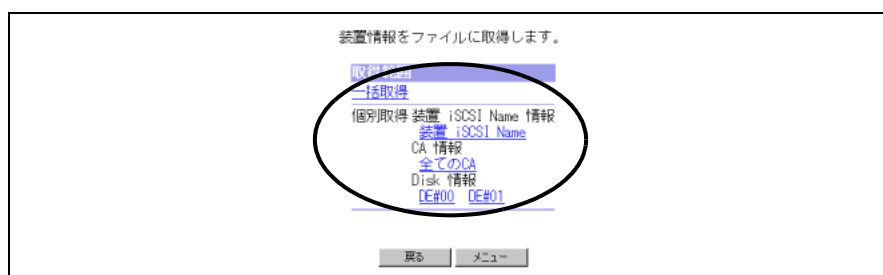 装置情報をファイルに取得します。
取得範囲
一括取得
個別取得 装置 iSCSI Name 情報
装置 iSCSI Name
CA 情報
全てのCA
Disk 情報
DE#00 DE#01
戻る メニュー